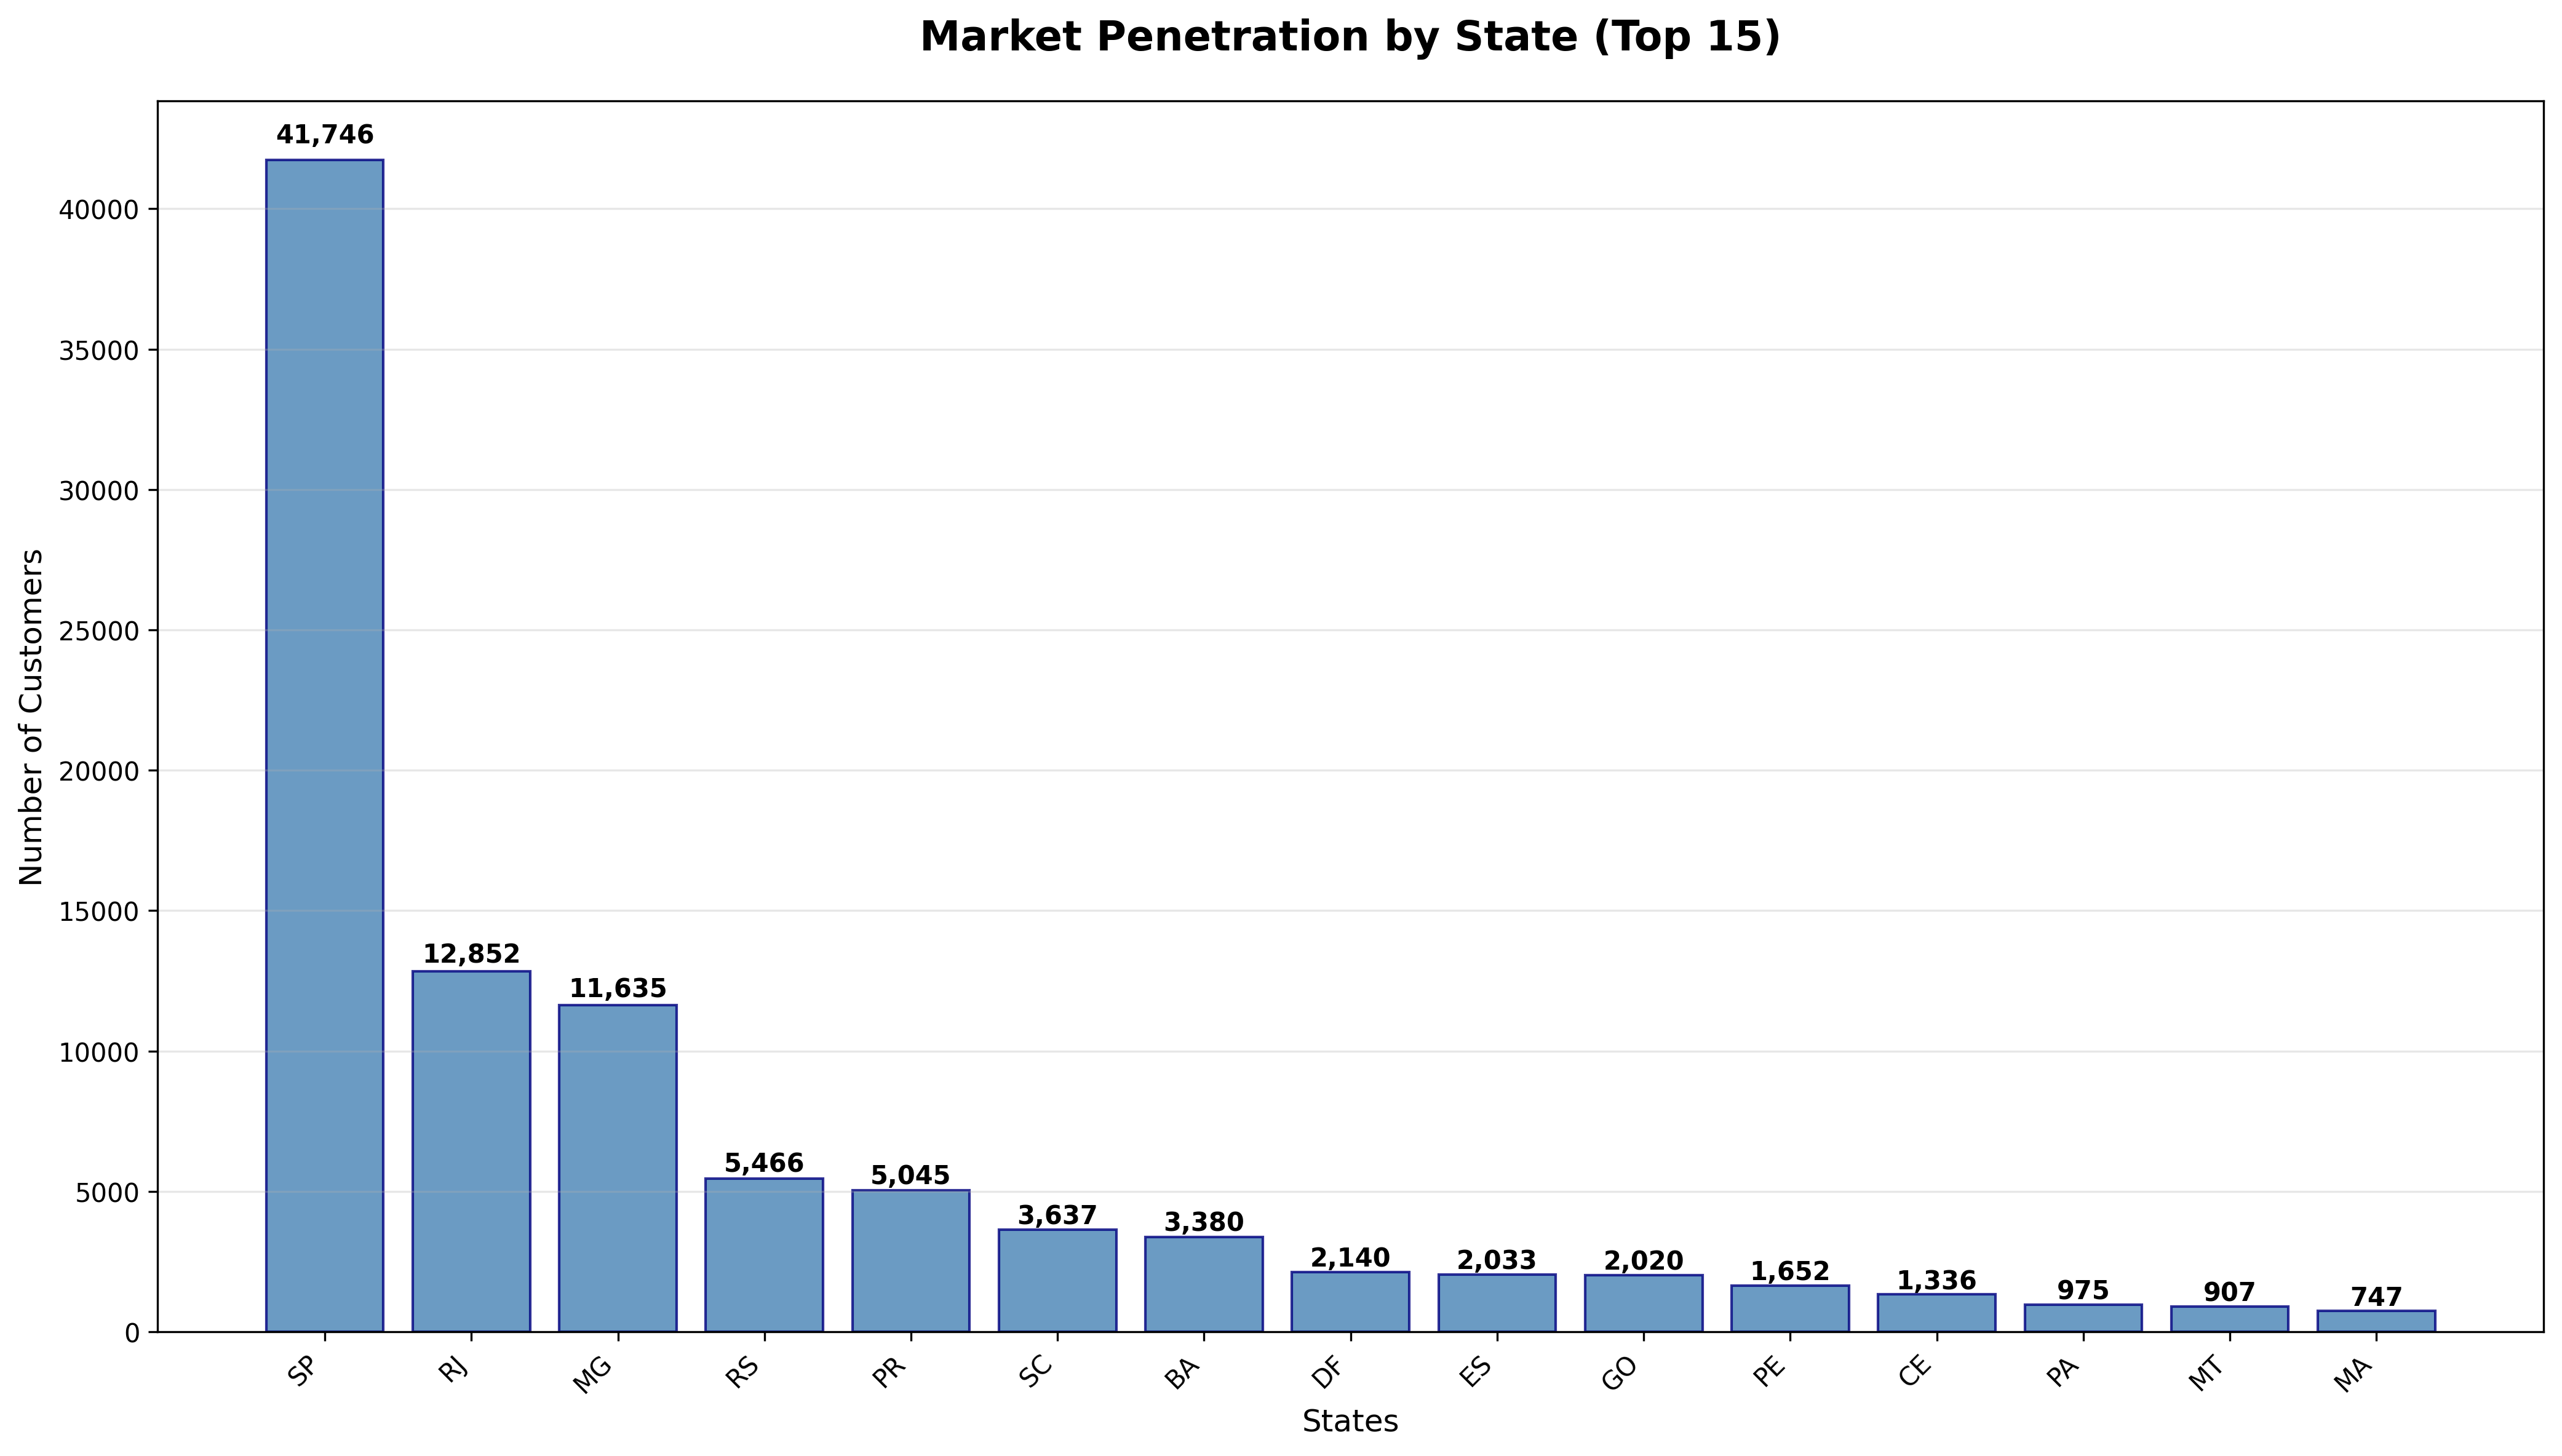 Market Penetration by State (Top 15)
Number of Customers
40000
35000
30000
25000
20000
15000
10000
5000
0
41,746
12,852
11,635
5,466
5,045
3,637
3,380
2,140
2,033
2,020
1,652
1,336
975
907
747
SP
RJ
MG
RS
PR
SC
BA
DF
ES
GO
PE
CE
PA
MT
MA
States